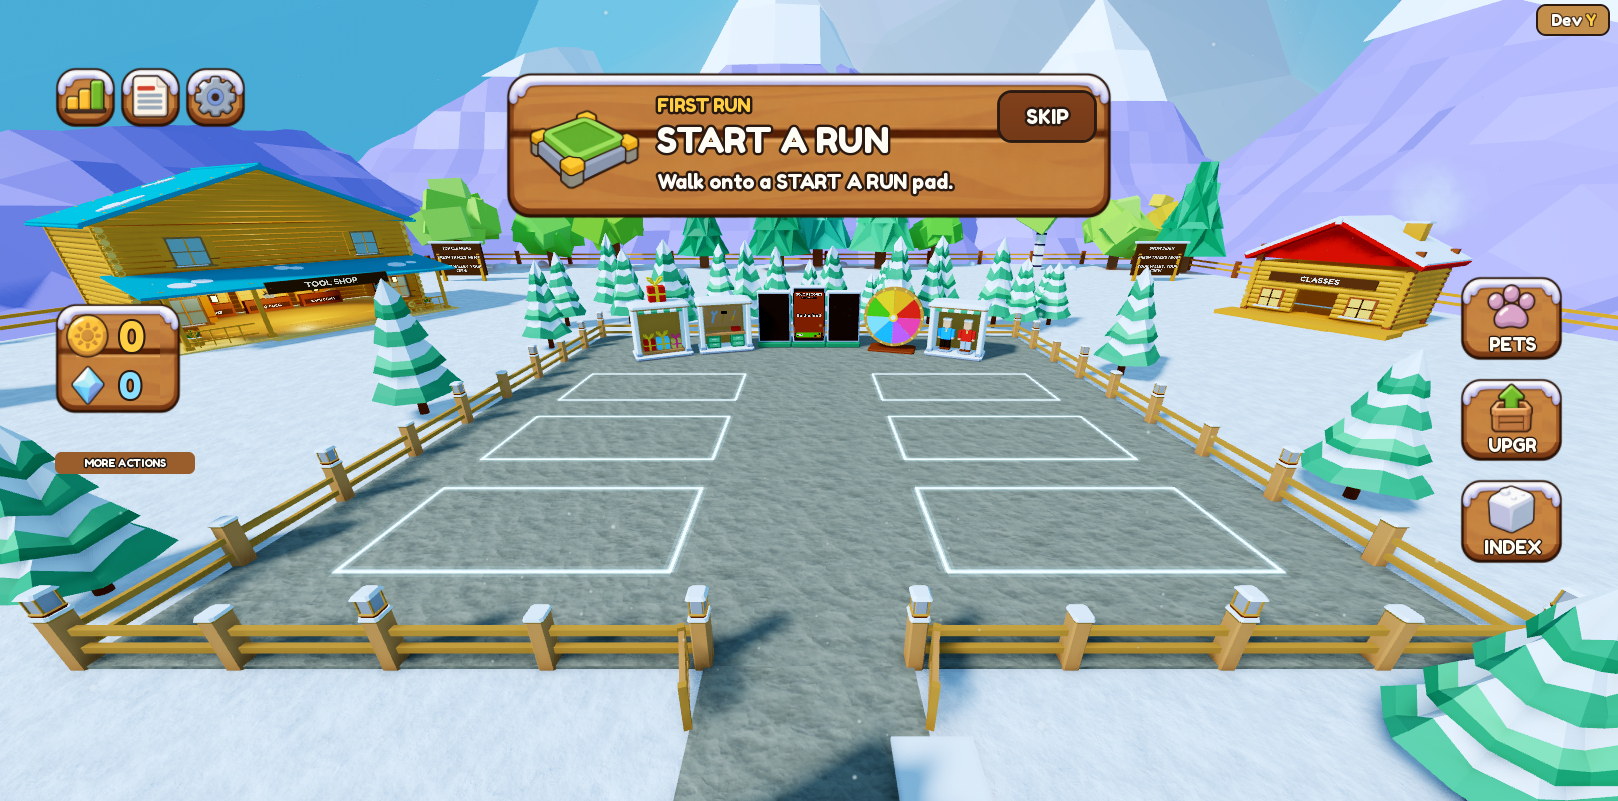 Dev Y
FIRST RUN
START A RUN
SKIP
Walk onto a START A RUN pad.
TOOL SHOP
CLASSES
0
0
MORE ACTIONS
PETS
UPGR
INDEX